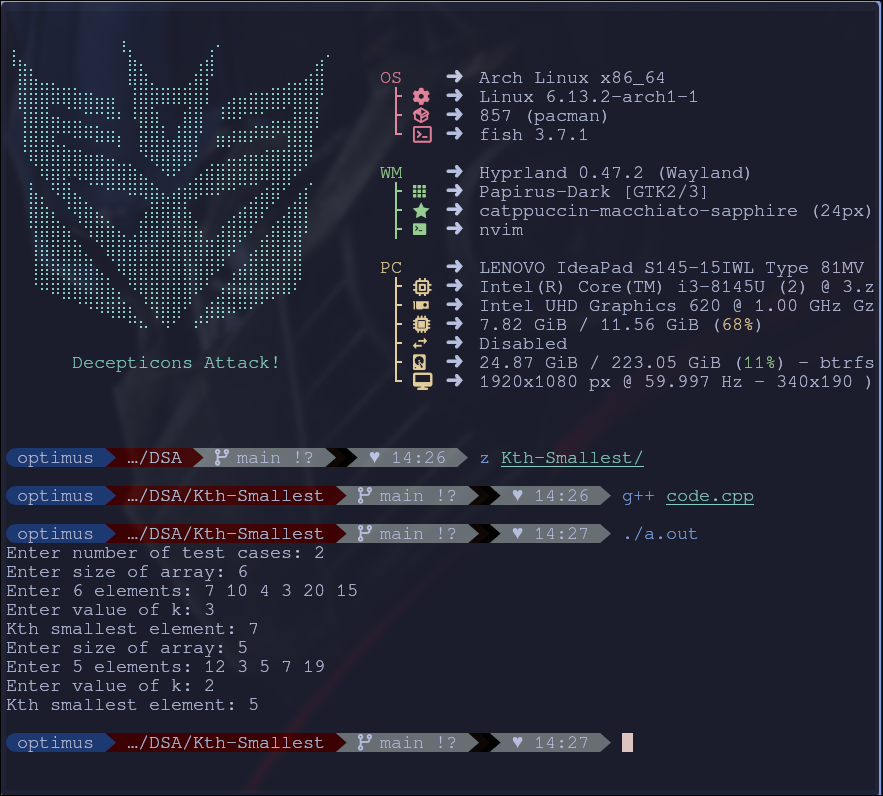 OS ➜ Arch Linux x86_64
➜ Linux 6.13.2-arch1-1
➜ 857 (pacman)
➜ fish 3.7.1
WM ➜ Hyprland 0.47.2 (Wayland)
➜ Papirus-Dark [GTK2/3]
➜ catppuccin-macchiato-sapphire (24px)
➜ nvim
PC ➜ LENOVO IdeaPad S145-15IWL Type 81MV
➜ Intel(R) Core(TM) i3-8145U (2) @ 3.z
➜ Intel UHD Graphics 620 @ 1.00 GHz Gz
➜ 7.82 GiB / 11.56 GiB (68%)
➜ Disabled
➜ 24.87 GiB / 223.05 GiB (11%) - btrfs
➜ 1920x1080 px @ 59.997 Hz - 340x190 )
Decepticons Attack!
optimus …/DSA main !? ♥ 14:26 z Kth-Smallest/
optimus …/DSA/Kth-Smallest main !? ♥ 14:26 g++ code.cpp
optimus …/DSA/Kth-Smallest main !? ♥ 14:27 ./a.out
Enter number of test cases: 2
Enter size of array: 6
Enter 6 elements: 7 10 4 3 20 15
Enter value of k: 3
Kth smallest element: 7
Enter size of array: 5
Enter 5 elements: 12 3 5 7 19
Enter value of k: 2
Kth smallest element: 5
optimus …/DSA/Kth-Smallest main !? ♥ 14:27